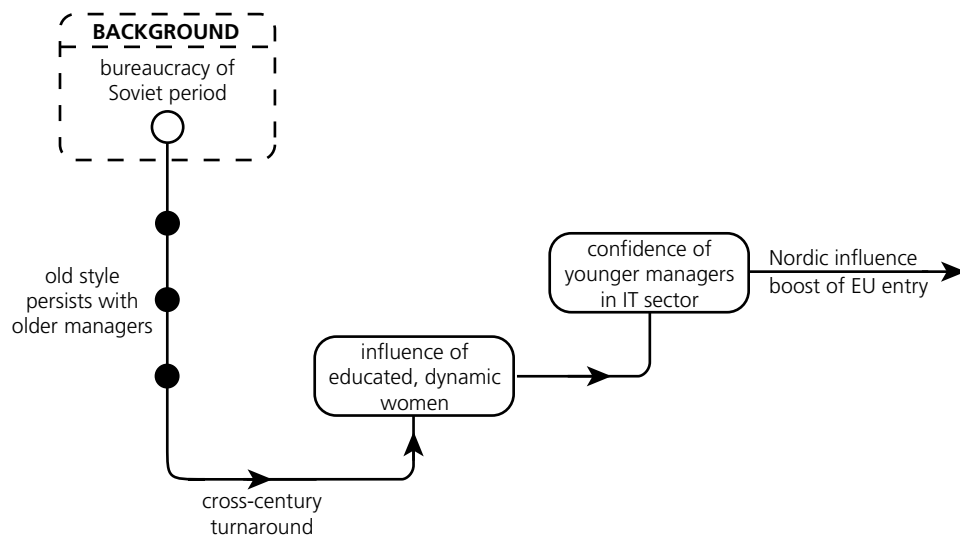 BACKGROUND
bureaucracy of
Soviet period
old style
persists with
older managers
cross-century
turnaround
influence of
educated, dynamic
women
confidence of
younger managers
in IT sector
Nordic influence
boost of EU entry